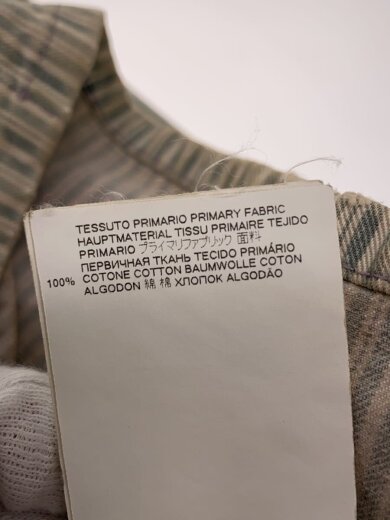 TESSUTO PRIMARIO PRIMARY FABRIC
HAUPTMATERIAL TISSU PRIMAIRE TEJIDO
PRIMARIO プライマリファブリック 面料
ПЕРВИЧНАЯ ТКАНЬ TECIDO PRIMÁRIO
100% COTONE COTTON BAUMWOLLE COTON
ALGODON 綿 棉 ХЛОПОК ALGODÃO